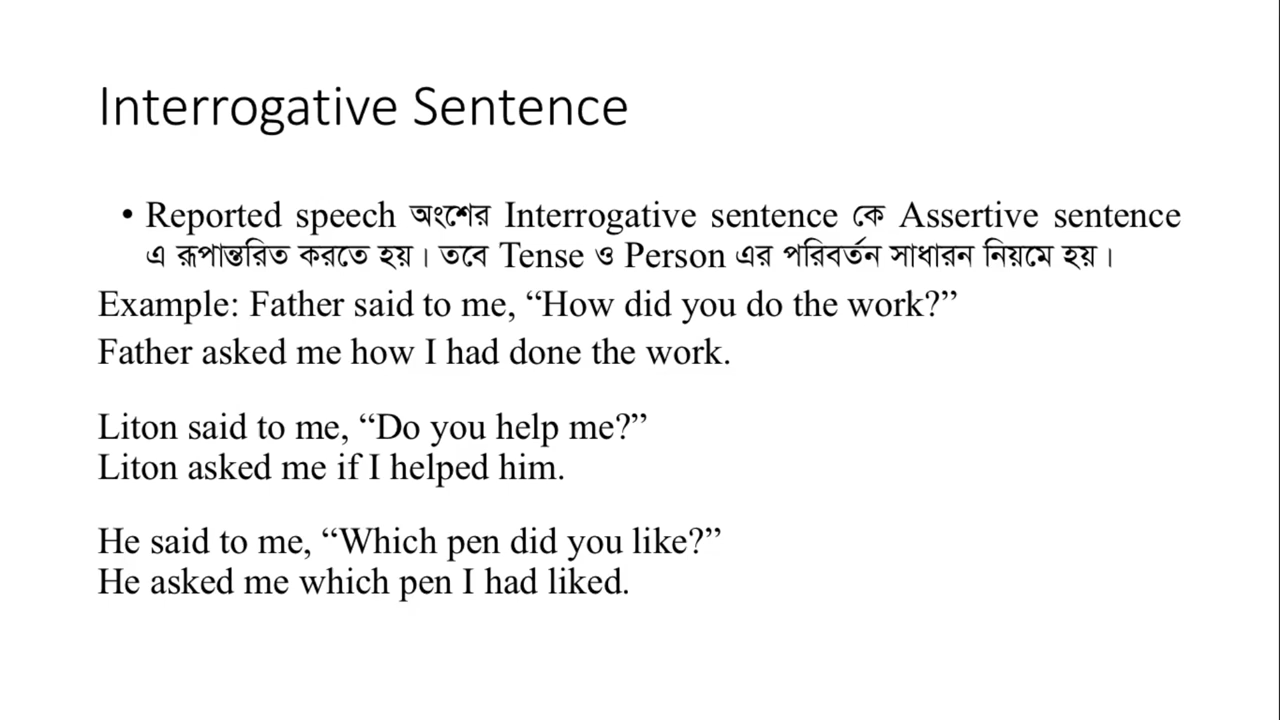 Interrogative Sentence
• Reported speech অংশের Interrogative sentence কে Assertive sentence
এ রূপান্তরিত করতে হয়। তবে Tense ও Person এর পরিবর্তন সাধারন নিয়মে হয়।
Example: Father said to me, “How did you do the work?”
Father asked me how I had done the work.
Liton said to me, “Do you help me?”
Liton asked me if I helped him.
He said to me, “Which pen did you like?”
He asked me which pen I had liked.